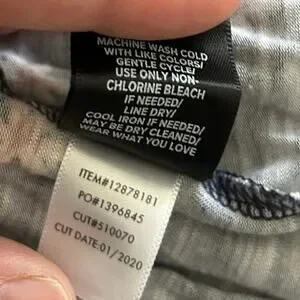 MACHINE WASH COLD
WITH LIKE COLORS/
GENTLE CYCLE/
USE ONLY NON-
CHLORINE BLEACH
IF NEEDED/
LINE DRY/
COOL IRON IF NEEDED/
MAY BE DRY CLEANED/
WEAR WHAT YOU LOVE
ITEM#12878181
PO#1396845
CUT#510070
CUT DATE:01/2020